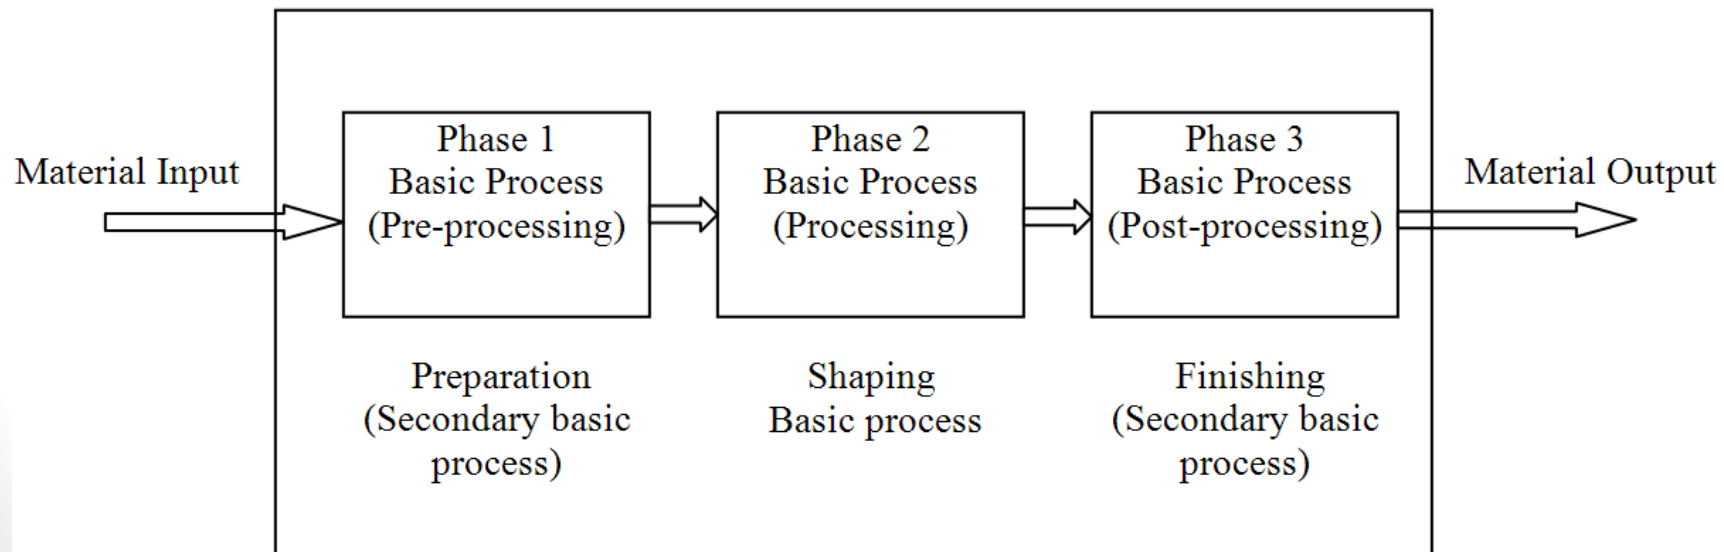 Material Input
Phase 1
Basic Process
(Pre-processing)
Phase 2
Basic Process
(Processing)
Phase 3
Basic Process
(Post-processing)
Material Output
Preparation
(Secondary basic
process)
Shaping
Basic process
Finishing
(Secondary basic
process)